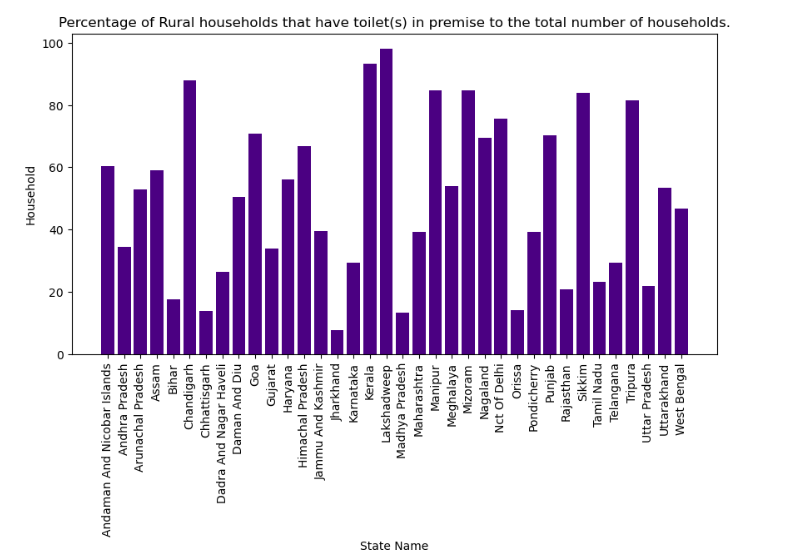 Percentage of Rural households that have toilet(s) in premise to the total number of households.
Household
100
80
60
40
20
0
Andaman And Nicobar Islands
Andhra Pradesh
Arunachal Pradesh
Assam
Bihar
Chandigarh
Chhattisgarh
Dadra And Nagar Haveli
Daman And Diu
Goa
Gujarat
Haryana
Himachal Pradesh
Jammu And Kashmir
Jharkhand
Karnataka
Kerala
Lakshadweep
Madhya Pradesh
Maharashtra
Manipur
Meghalaya
Mizoram
Nagaland
Nct Of Delhi
Orissa
Pondicherry
Punjab
Rajasthan
Sikkim
Tamil Nadu
Telangana
Tripura
Uttar Pradesh
Uttarakhand
West Bengal
State Name